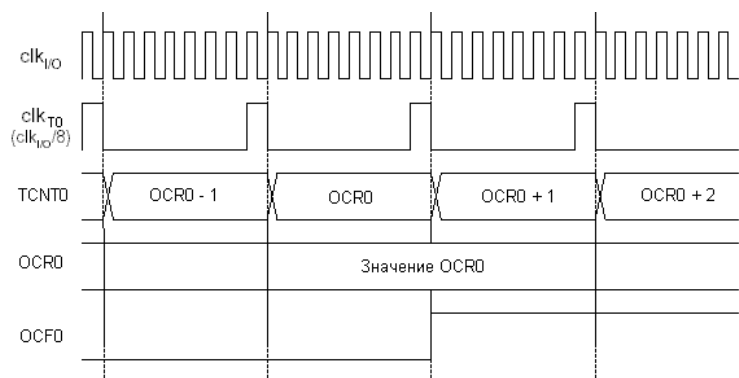 clkI/O
clkT0
(clkI/O/8)
TCNT0
OCR0 - 1
OCR0
OCR0 + 1
OCR0 + 2
OCR0
Значение OCR0
OCF0